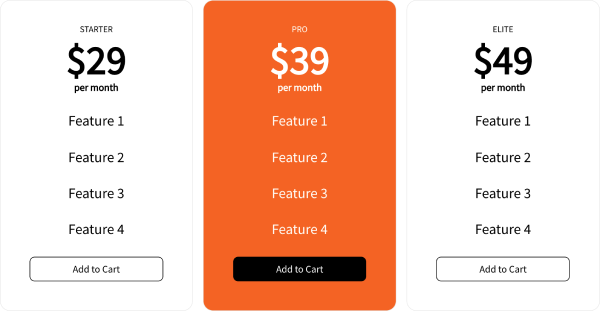 STARTER
$29
per month
Feature 1
Feature 2
Feature 3
Feature 4
Add to Cart
PRO
$39
per month
Feature 1
Feature 2
Feature 3
Feature 4
Add to Cart
ELITE
$49
per month
Feature 1
Feature 2
Feature 3
Feature 4
Add to Cart